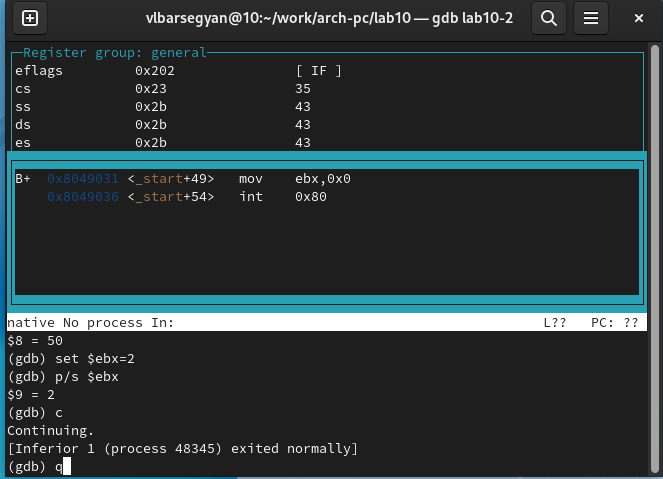 vlbarsegyan@10:~/work/arch-pc/lab10 — gdb lab10-2
Register group: general
eflags 0x202 [ IF ]
cs 0x23 35
ss 0x2b 43
ds 0x2b 43
es 0x2b 43
B+ 0x8049031 <_start+49> mov ebx,0x0
0x8049036 <_start+54> int 0x80
native No process In: L?? PC: ??
$8 = 50
(gdb) set $ebx=2
(gdb) p/s $ebx
$9 = 2
(gdb) c
Continuing.
[Inferior 1 (process 48345) exited normally]
(gdb) q